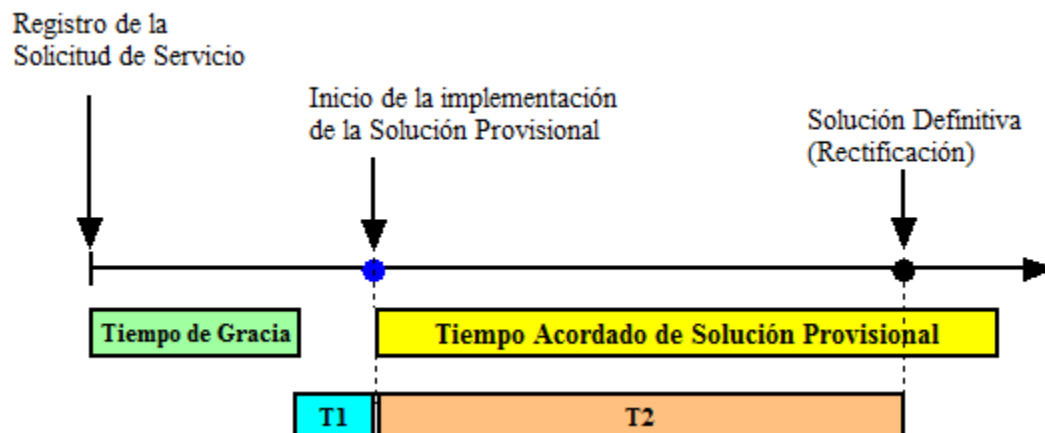 Registro de la
Solicitud de Servicio
Inicio de la implementación
de la Solución Provisional
Solución Definitiva
(Rectificación)
Tiempo de Gracia
Tiempo Acordado de Solución Provisional
T1
T2